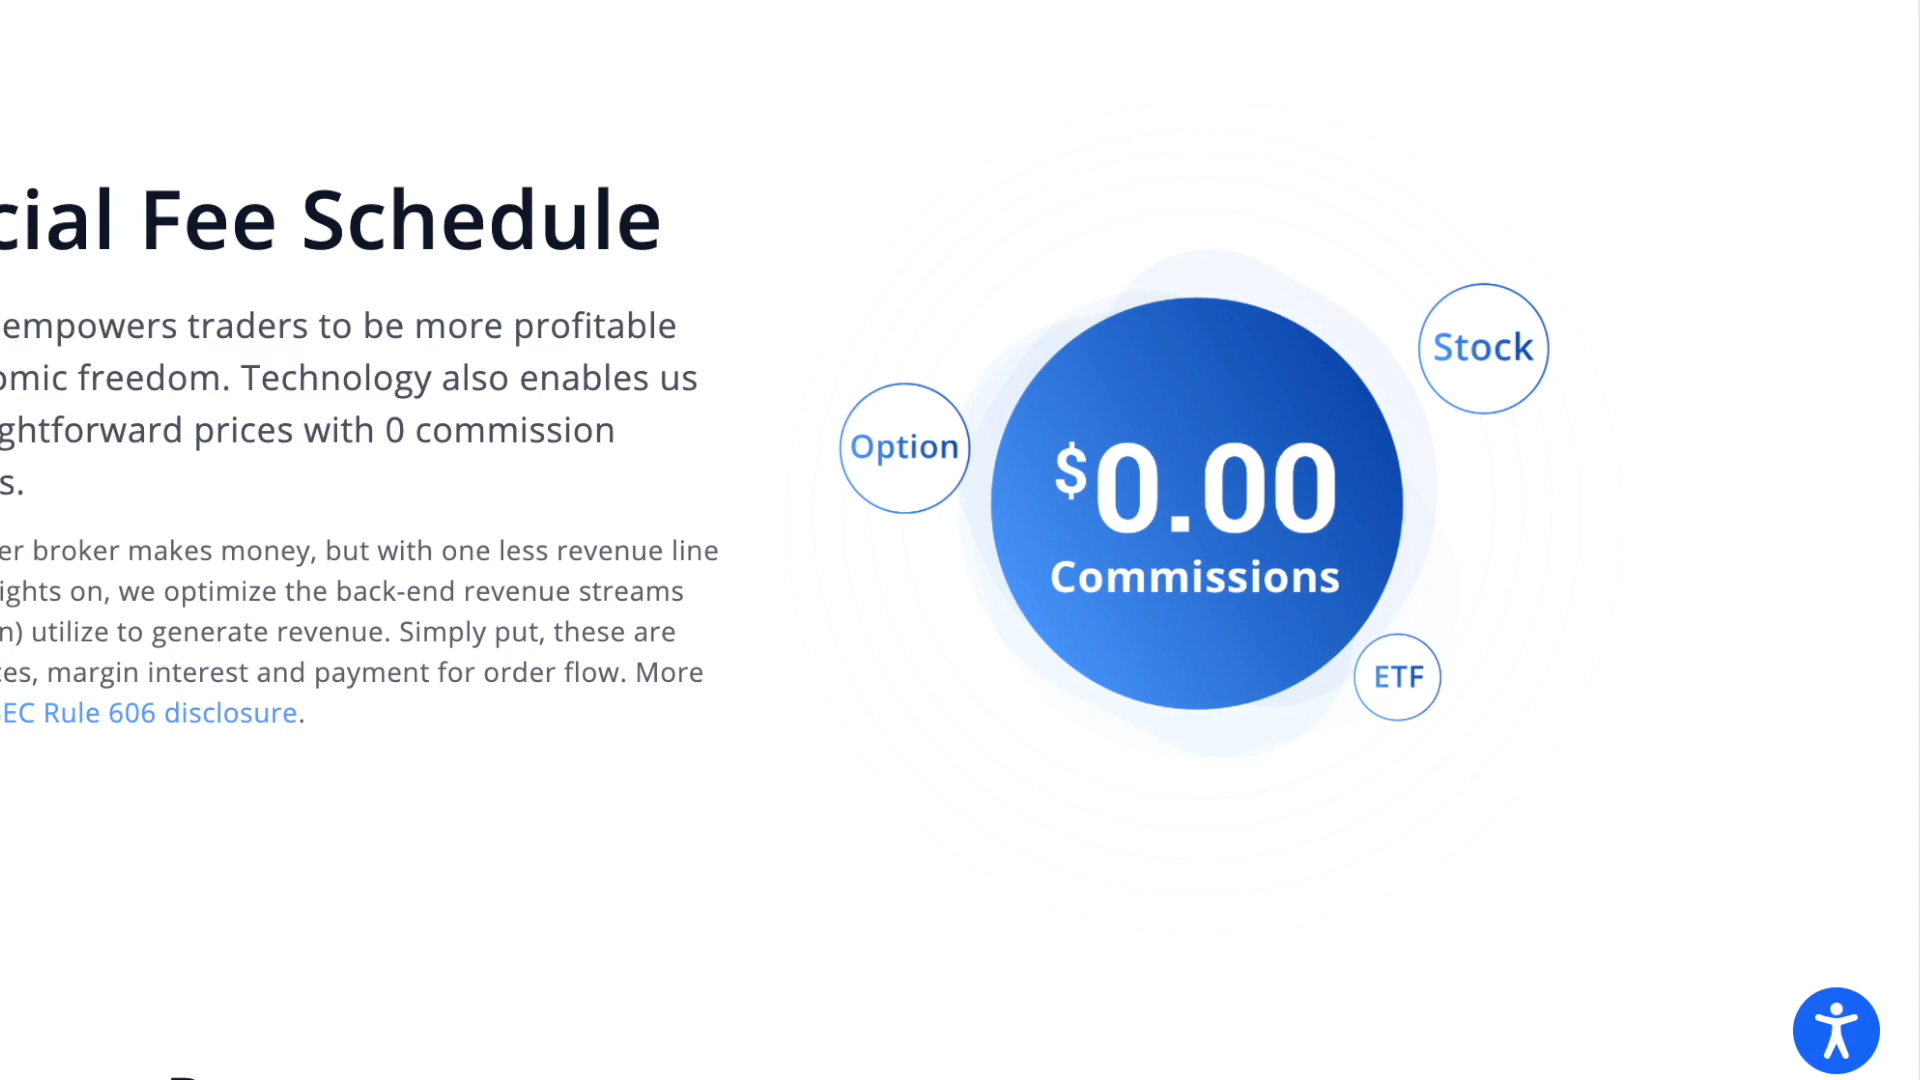 cial Fee Schedule
empowers traders to be more profitable
omic freedom. Technology also enables us
ghtforward prices with 0 commission
s.
er broker makes money, but with one less revenue line
ights on, we optimize the back-end revenue streams
n) utilize to generate revenue. Simply put, these are
es, margin interest and payment for order flow. More
SEC Rule 606 disclosure.
Option
Stock
$0.00
Commissions
ETF